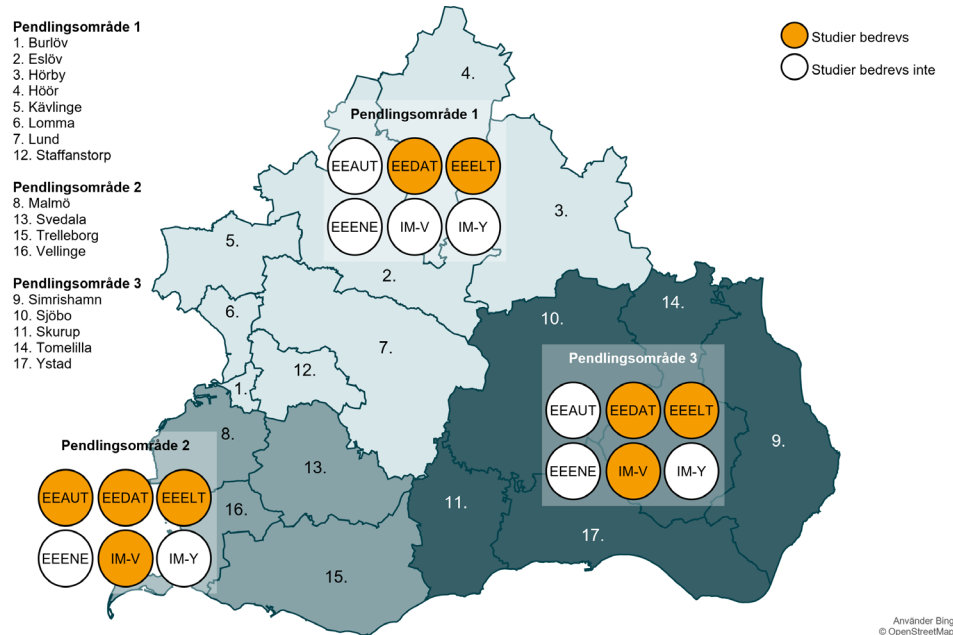 Pendlingsområde 1
1. Burlöv
2. Eslöv
3. Hörby
4. Höör
5. Kävlinge
6. Lomma
7. Lund
12. Staffanstorp
Pendlingsområde 2
8. Malmö
13. Svedala
15. Trelleborg
16. Vellinge
Pendlingsområde 3
9. Simrishamn
10. Sjöbo
11. Skurup
14. Tomelilla
17. Ystad
Studier bedrevs
Studier bedrevs inte
4.
Pendlingsområde 1
EEAUT EEDAT EEELT
EEENE IM-V IM-Y
3.
5.
2.
6.
7.
12.
1.
10.
14.
Pendlingsområde 3
EEAUT EEDAT EEELT
EEENE IM-V IM-Y
9.
11.
17.
8.
Pendlingsområde 2
EEAUT EEDAT EEELT
EEENE IM-V IM-Y
13.
16.
15.
Använder Bing
© OpenStreetMap